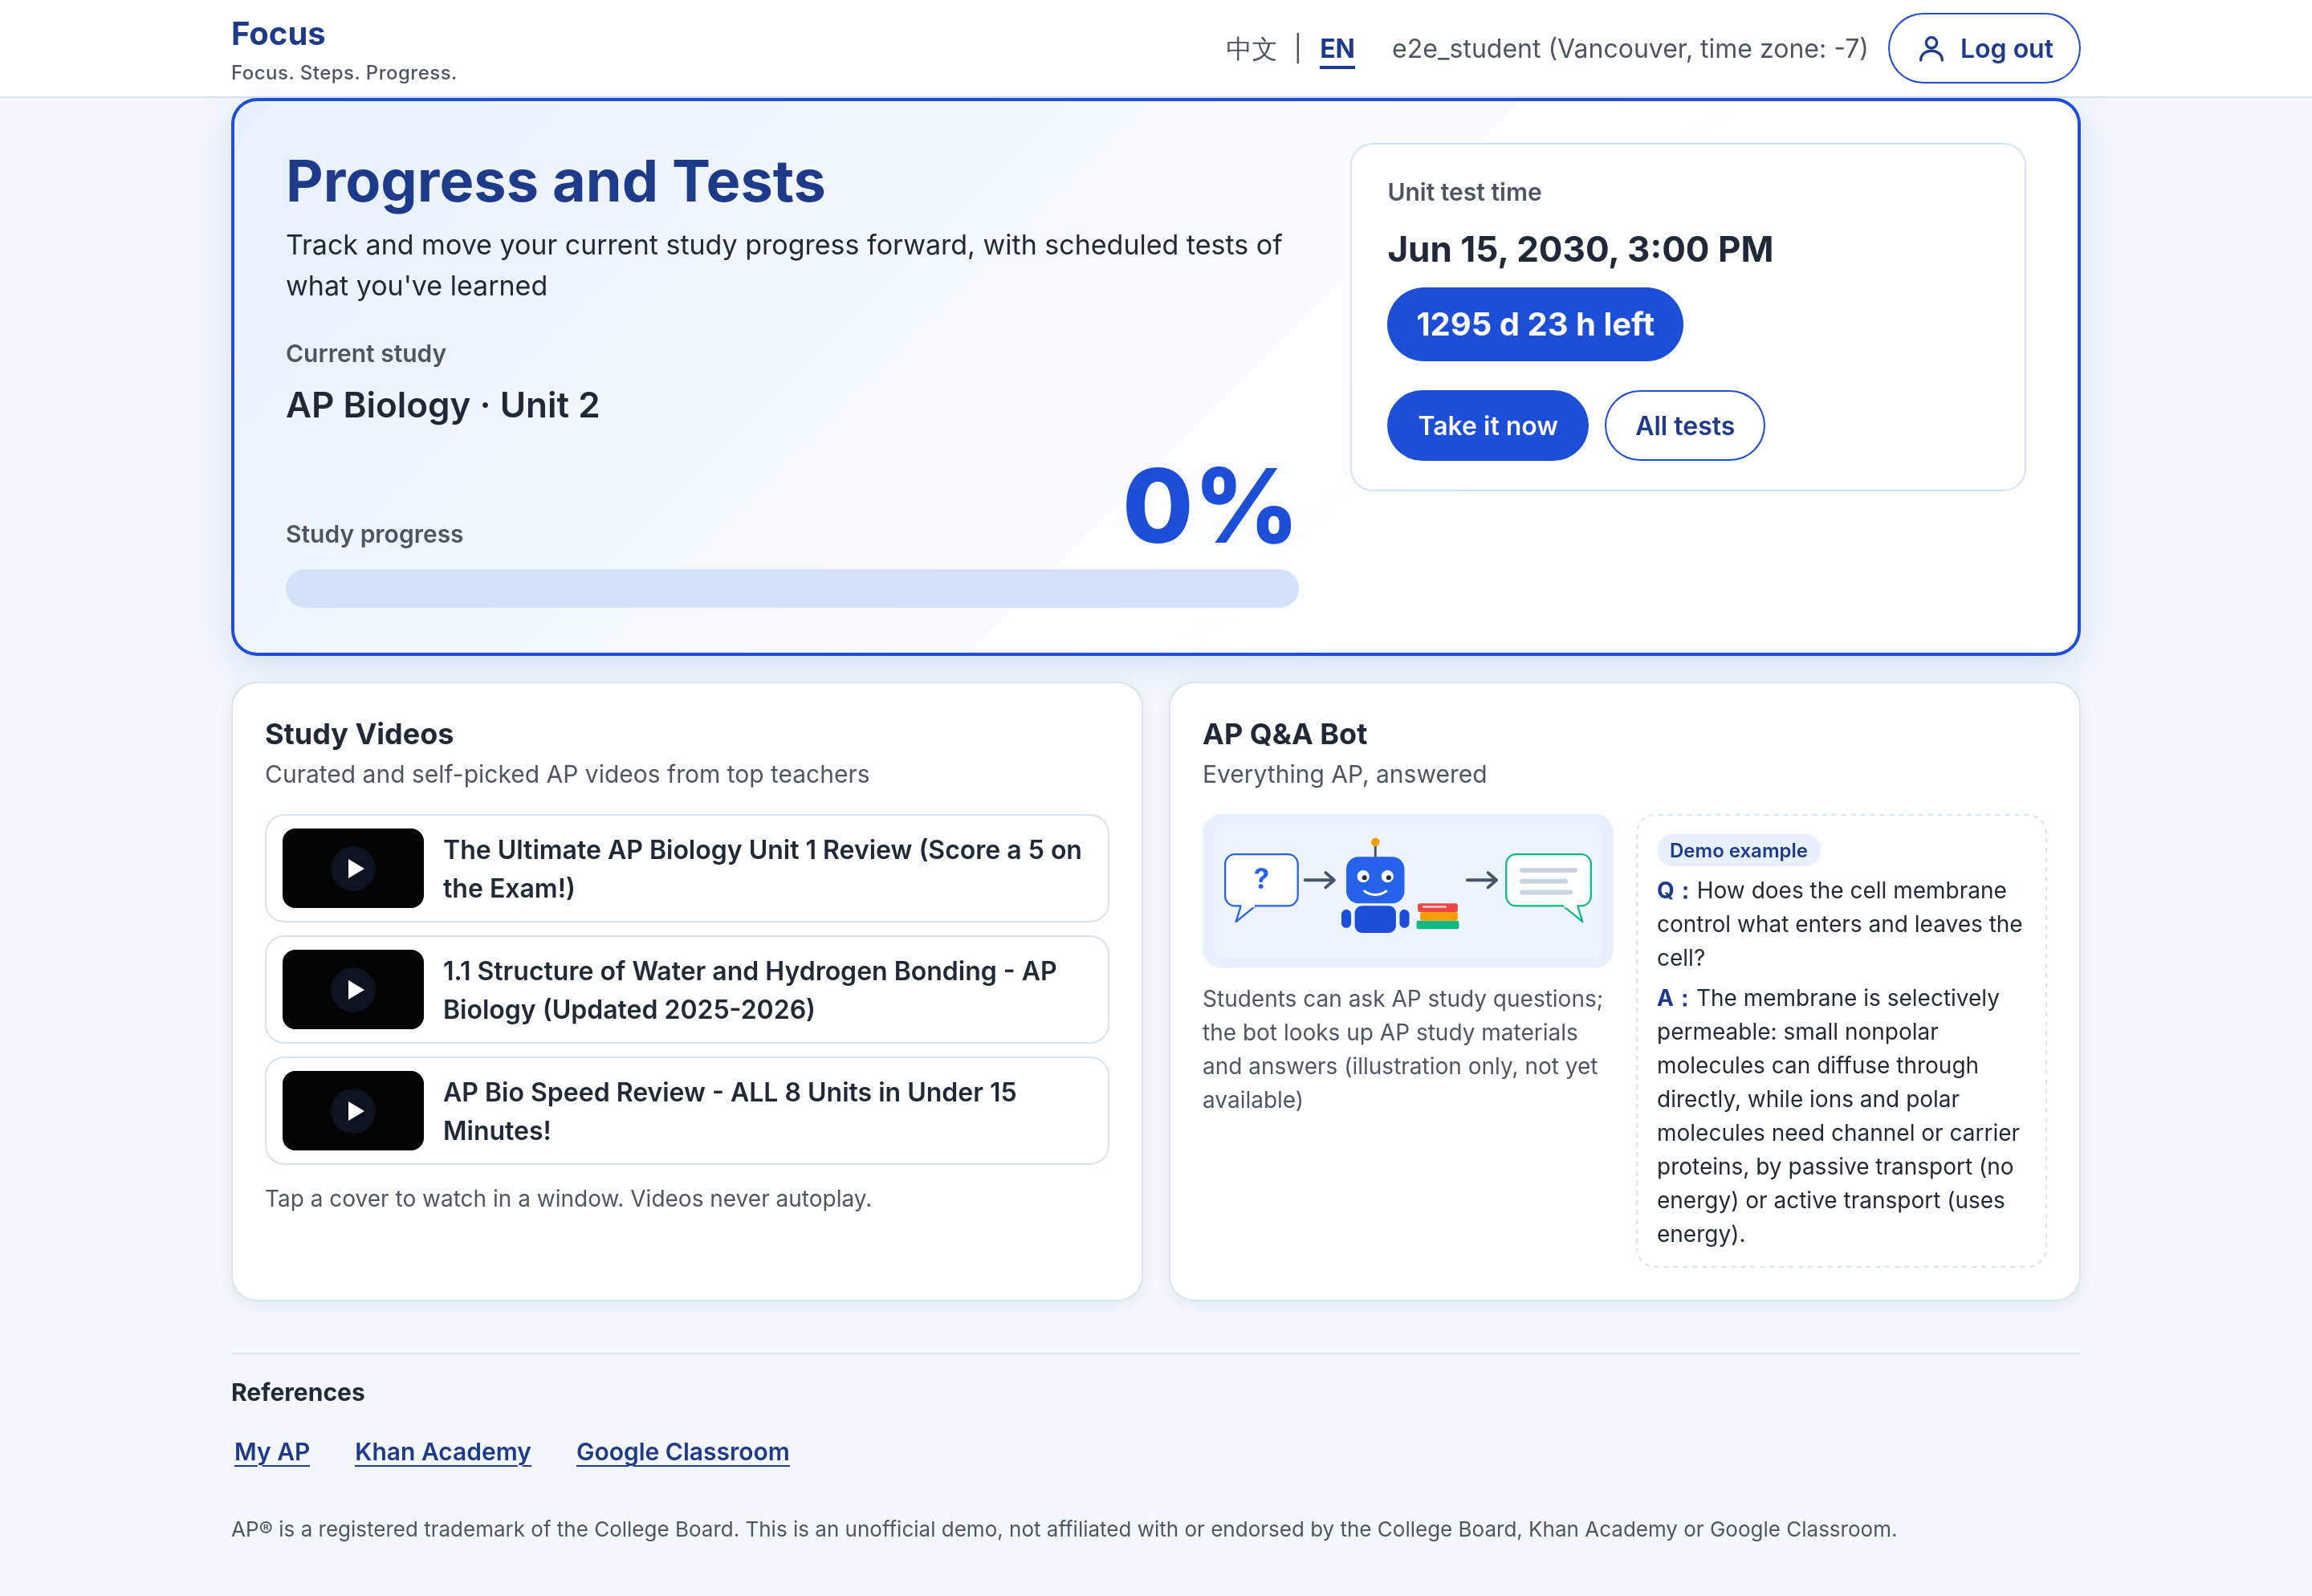 Focus
Focus. Steps. Progress.
中文 | EN
e2e_student (Vancouver, time zone: -7)
Log out
Progress and Tests
Track and move your current study progress forward, with scheduled tests of
what you've learned
Current study
AP Biology · Unit 2
Study progress
0%
Unit test time
Jun 15, 2030, 3:00 PM
1295 d 23 h left
Take it now
All tests
Study Videos
Curated and self-picked AP videos from top teachers
The Ultimate AP Biology Unit 1 Review (Score a 5 on
the Exam!)
1.1 Structure of Water and Hydrogen Bonding - AP
Biology (Updated 2025-2026)
AP Bio Speed Review - ALL 8 Units in Under 15
Minutes!
Tap a cover to watch in a window. Videos never autoplay.
AP Q&A Bot
Everything AP, answered
?
Students can ask AP study questions;
the bot looks up AP study materials
and answers (illustration only, not yet
available)
Demo example
Q： How does the cell membrane
control what enters and leaves the
cell?
A： The membrane is selectively
permeable: small nonpolar
molecules can diffuse through
directly, while ions and polar
molecules need channel or carrier
proteins, by passive transport (no
energy) or active transport (uses
energy).
References
My AP
Khan Academy
Google Classroom
AP® is a registered trademark of the College Board. This is an unofficial demo, not affiliated with or endorsed by the College Board, Khan Academy or Google Classroom.